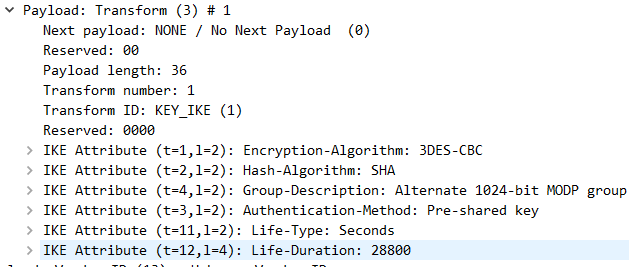 Payload: Transform (3) # 1
Next payload: NONE / No Next Payload  (0)
Reserved: 00
Payload length: 36
Transform number: 1
Transform ID: KEY_IKE (1)
Reserved: 0000
IKE Attribute (t=1,l=2): Encryption-Algorithm: 3DES-CBC
IKE Attribute (t=2,l=2): Hash-Algorithm: SHA
IKE Attribute (t=4,l=2): Group-Description: Alternate 1024-bit MODP group
IKE Attribute (t=3,l=2): Authentication-Method: Pre-shared key
IKE Attribute (t=11,l=2): Life-Type: Seconds
IKE Attribute (t=12,l=4): Life-Duration: 28800